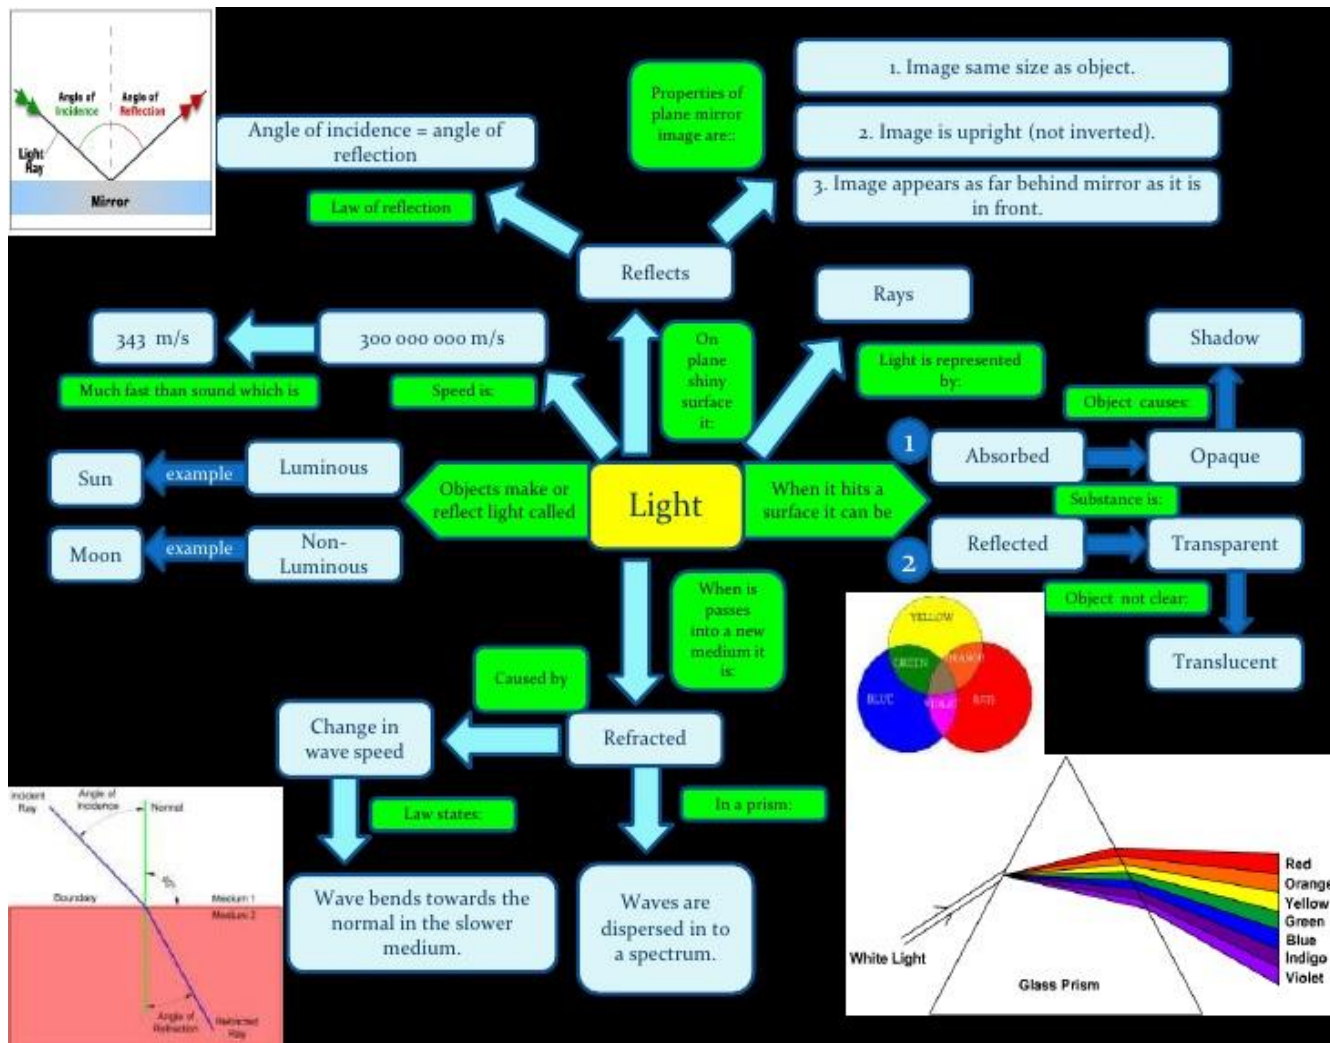 Angle of
Incidence
Angle of
Reflection
Light
Ray
Mirror
Angle of incidence = angle of
reflection
Law of reflection
Properties of
plane mirror
image are::
1. Image same size as object.
2. Image is upright (not inverted).
3. Image appears as far behind mirror as it is
in front.
Reflects
Rays
343 m/s
300 000 000 m/s
Much fast than sound which is
Speed is:
On
plane
shiny
surface
it:
Light is represented
by:
Shadow
Object causes:
1
Absorbed
Opaque
Substance is:
Sun
example
Luminous
Moon
example
Non-
Luminous
Objects make or
reflect light called
Light
When it hits a
surface it can be
2
Reflected
Transparent
Object not clear:
Translucent
When is
passes
into a new
medium it
is:
Caused by
Change in
wave speed
Refracted
Law states:
In a prism:
Wave bends towards the
normal in the slower
medium.
Waves are
dispersed in to
a spectrum.
YELLOW
GREEN
ORANGE
BLUE
VIOLET
RED
Incident
Ray
Angle of
Incidence
Normal
Boundary
Medium 1
Medium 2
Angle of
Refraction
Refracted
Ray
White Light
Glass Prism
Red
Orange
Yellow
Green
Blue
Indigo
Violet